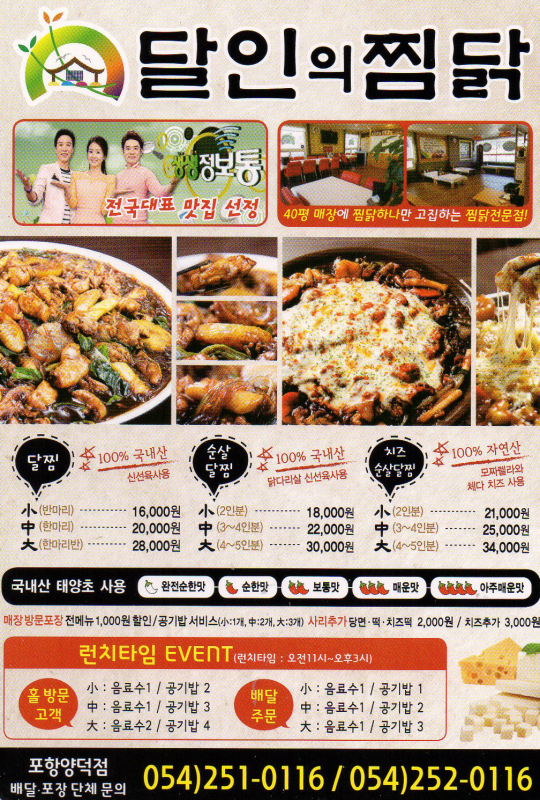 달인의찜닭
생생정보통
전국대표 맛집 선정
40평 매장에 찜닭하나만 고집하는 찜닭전문점!
달찜
100% 국내산
신선육사용
小 (반마리) 16,000원
中 (한마리) 20,000원
大 (한마리반) 28,000원
순살
달찜
100% 국내산
닭다리살 신선육사용
小 (2인분) 18,000원
中 (3~4인분) 22,000원
大 (4~5인분) 30,000원
치즈
순살달찜
100% 자연산
모짜렐라와
체다 치즈 사용
小 (2인분) 21,000원
中 (3~4인분) 25,000원
大 (4~5인분) 34,000원
국내산 태양초 사용 완전순한맛 순한맛 보통맛 매운맛 아주매운맛
매장 방문포장 전메뉴 1,000원 할인 / 공기밥 서비스(小:1개, 中:2개, 大:3개) 사리추가 당면·떡·치즈떡 2,000원 / 치즈추가 3,000원
런치타임 EVENT (런치타임 : 오전11시~오후3시)
홀 방문
고객
小 : 음료수1 / 공기밥 2
中 : 음료수1 / 공기밥 3
大 : 음료수2 / 공기밥 4
배달
주문
小 : 음료수1 / 공기밥 1
中 : 음료수1 / 공기밥 2
大 : 음료수1 / 공기밥 3
포항양덕점
배달·포장 단체 문의
054)251-0116 / 054)252-0116